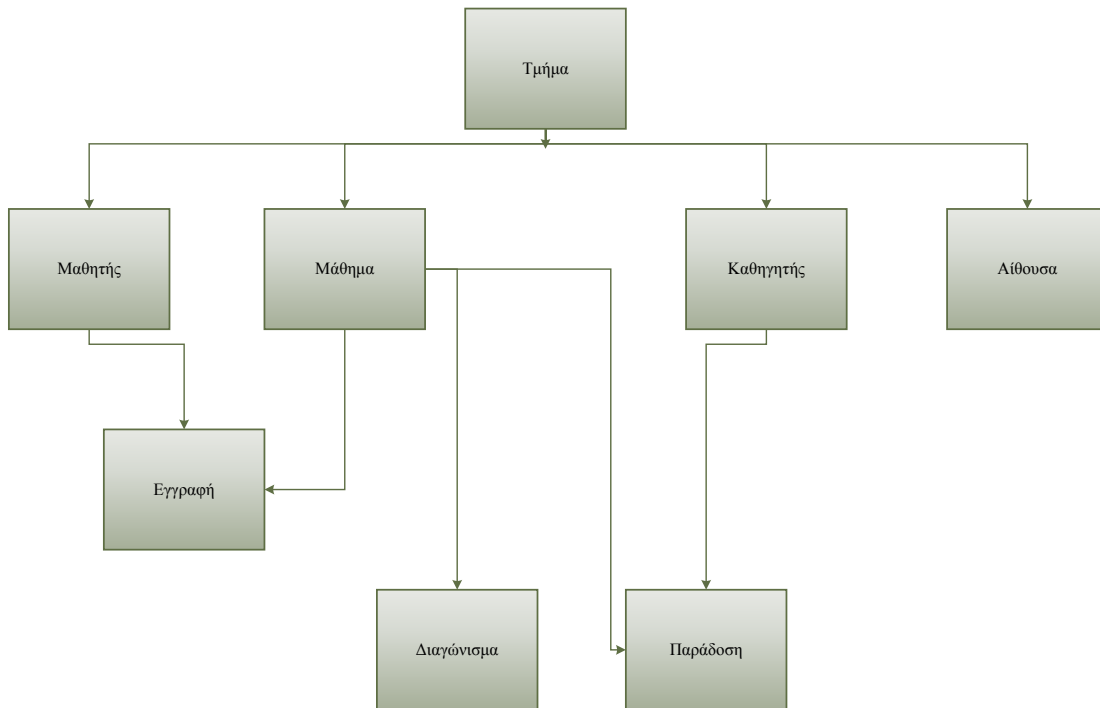 Τμήμα
Μαθητής
Μάθημα
Καθηγητής
Αίθουσα
Εγγραφή
Διαγώνισμα
Παράδοση